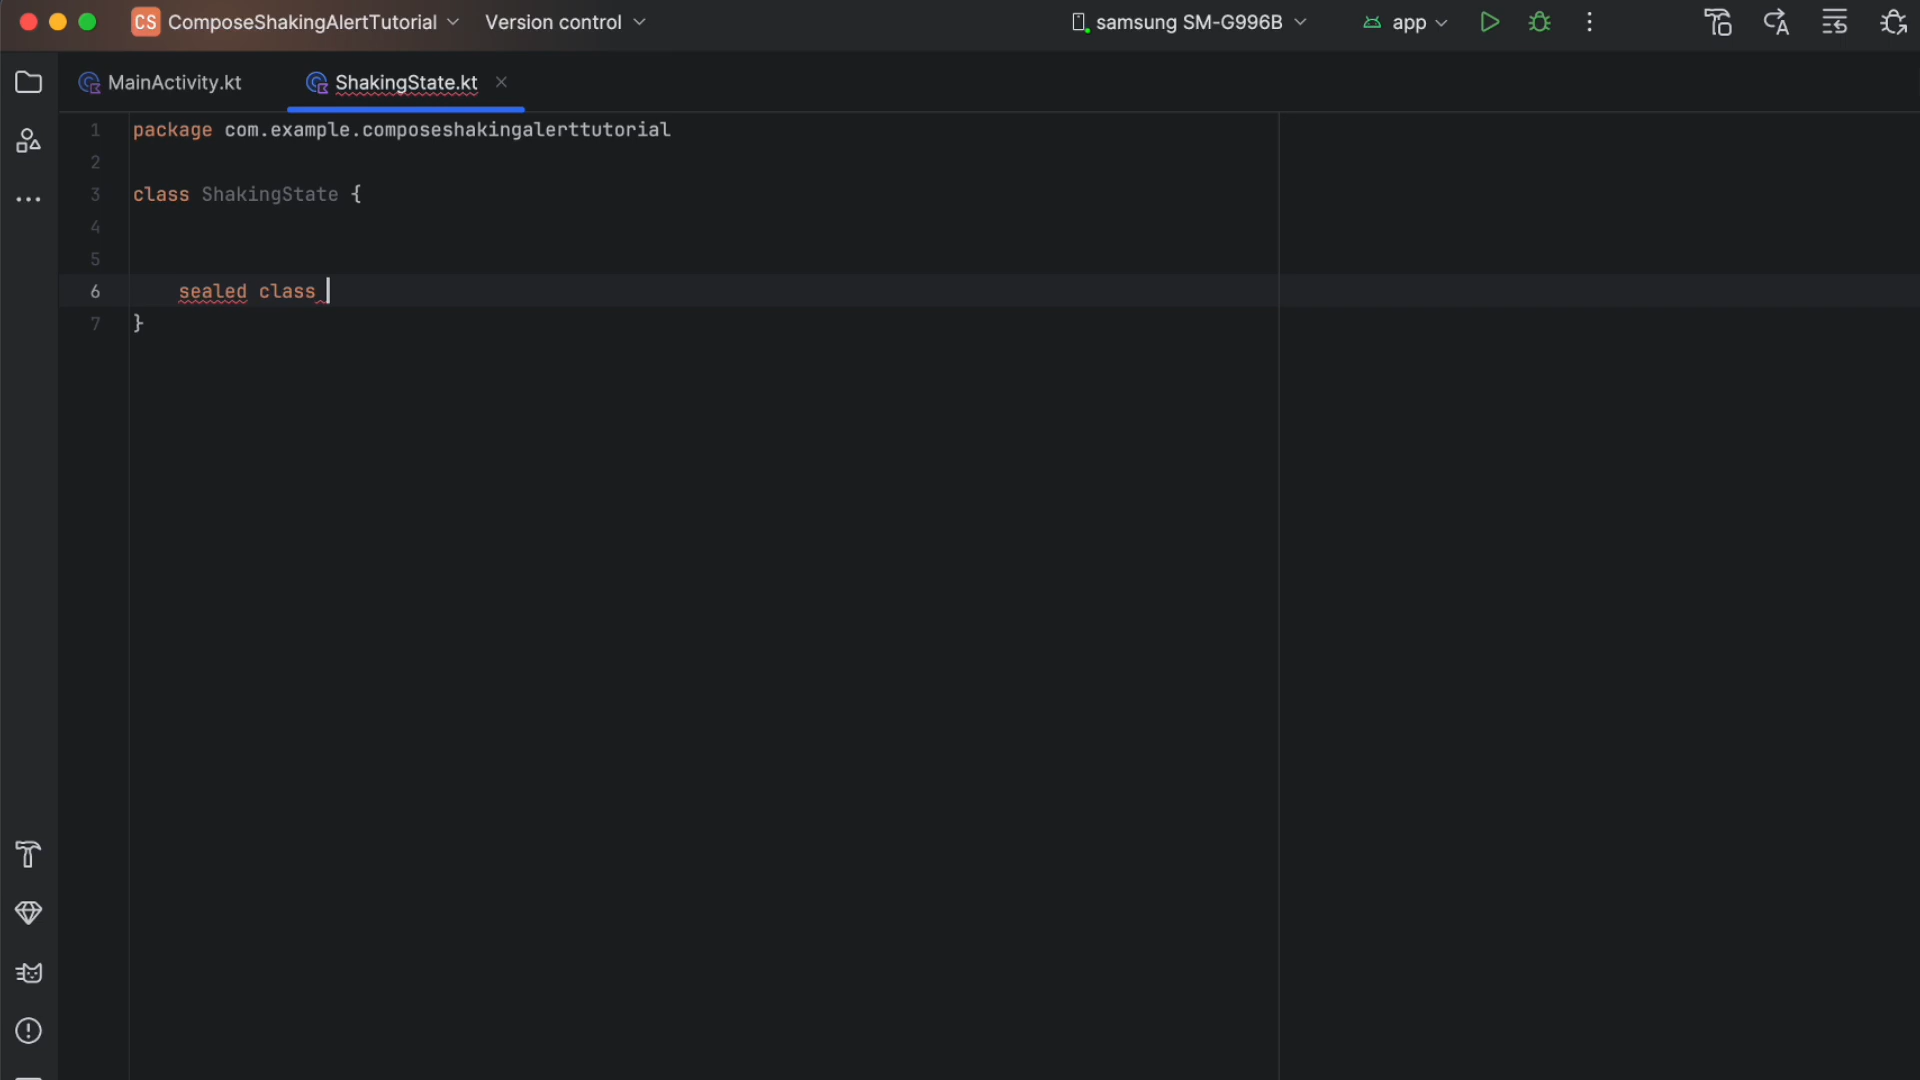 CS ComposeShakingAlertTutorial Version control samsung SM-G996B app
MainActivity.kt ShakingState.kt
1 package com.example.composeshakingalerttutorial
2
3 class ShakingState {
4
5
6 sealed class
7 }